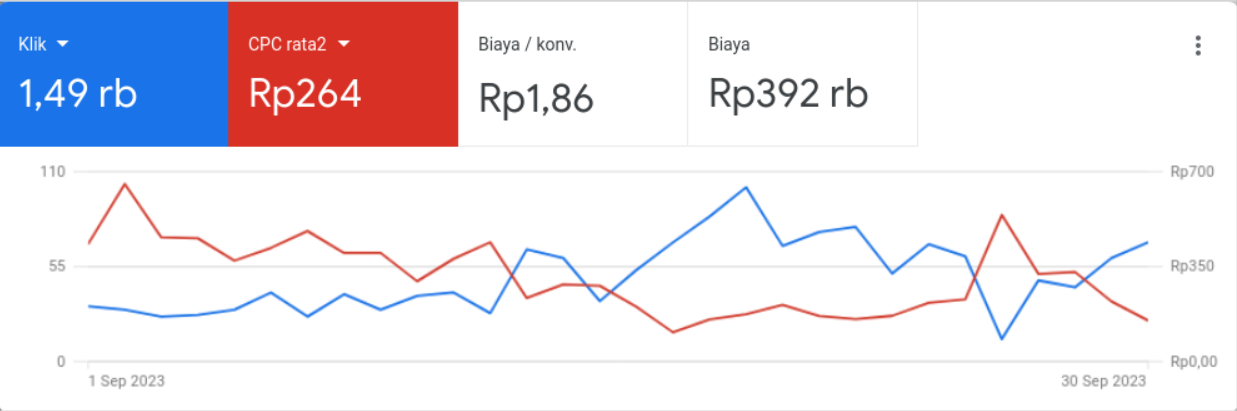 Klik
CPC rata2
Biaya / konv.
Biaya
1,49 rb
Rp264
Rp1,86
Rp392 rb
110
Rp700
55
Rp350
0
Rp0,00
1 Sep 2023
30 Sep 2023